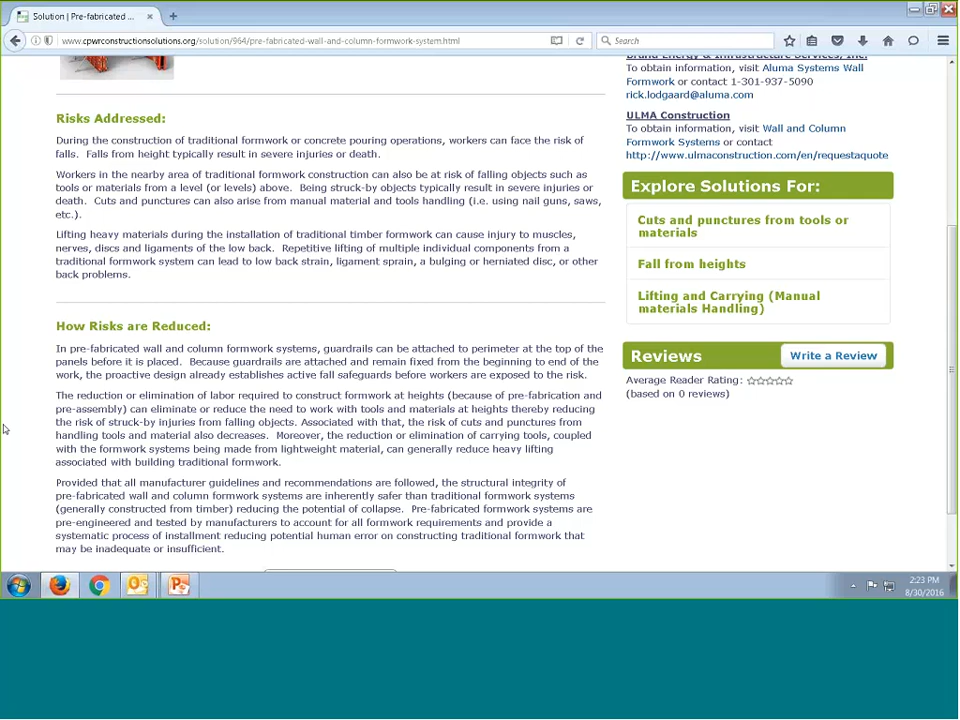 Solution | Pre-fabricated ...
www.cpwrconstructionsolutions.org/solution/964/pre-fabricated-wall-and-column-formwork-system.html
Search
Risks Addressed:
During the construction of traditional formwork or concrete pouring operations, workers can face the risk of
falls. Falls from height typically result in severe injuries or death.
Workers in the nearby area of traditional formwork construction can also be at risk of falling objects such as
tools or materials from a level (or levels) above. Being struck-by objects typically result in severe injuries or
death. Cuts and punctures can also arise from manual material and tools handling (i.e. using nail guns, saws,
etc.).
Lifting heavy materials during the installation of traditional timber formwork can cause injury to muscles,
nerves, discs and ligaments of the low back. Repetitive lifting of multiple individual components from a
traditional formwork system can lead to low back strain, ligament sprain, a bulging or herniated disc, or other
back problems.
How Risks are Reduced:
In pre-fabricated wall and column formwork systems, guardrails can be attached to perimeter at the top of the
panels before it is placed. Because guardrails are attached and remain fixed from the beginning to end of the
work, the proactive design already establishes active fall safeguards before workers are exposed to the risk.
The reduction or elimination of labor required to construct formwork at heights (because of pre-fabrication and
pre-assembly) can eliminate or reduce the need to work with tools and materials at heights thereby reducing
the risk of struck-by injuries from falling objects. Associated with that, the risk of cuts and punctures from
handling tools and material also decreases. Moreover, the reduction or elimination of carrying tools, coupled
with the formwork systems being made from lightweight material, can generally reduce heavy lifting
associated with building traditional formwork.
Provided that all manufacturer guidelines and recommendations are followed, the structural integrity of
pre-fabricated wall and column formwork systems are inherently safer than traditional formwork systems
(generally constructed from timber) reducing the potential of collapse. Pre-fabricated formwork systems are
pre-engineered and tested by manufacturers to account for all formwork requirements and provide a
systematic process of installment reducing potential human error on constructing traditional formwork that
may be inadequate or insufficient.
Brand Energy & Infrastructure Services, Inc.
To obtain information, visit Aluma Systems Wall
Formwork or contact 1-301-937-5090
rick.lodgaard@aluma.com
ULMA Construction
To obtain information, visit Wall and Column
Formwork Systems or contact
http://www.ulmaconstruction.com/en/requestaquote
Explore Solutions For:
Cuts and punctures from tools or
materials
Fall from heights
Lifting and Carrying (Manual
materials Handling)
Reviews
Write a Review
Average Reader Rating:
(based on 0 reviews)
2:23 PM
8/30/2016